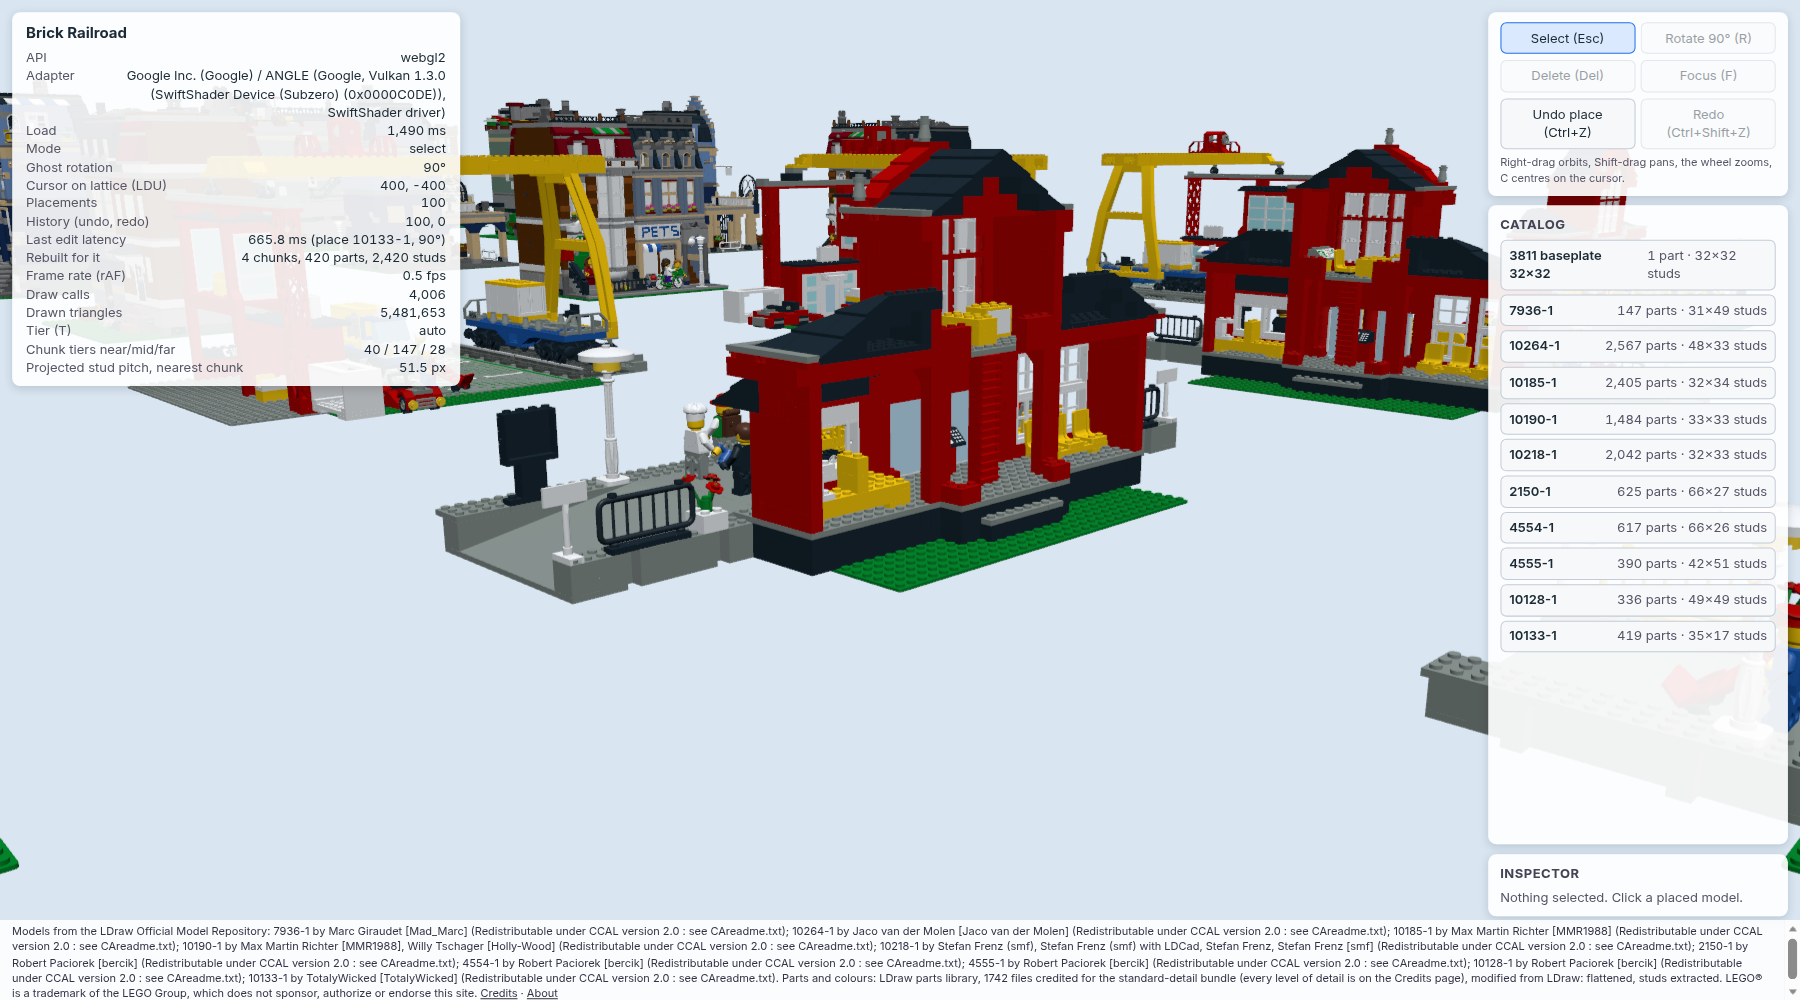 Brick Railroad
API webgl2
Adapter Google Inc. (Google) / ANGLE (Google, Vulkan 1.3.0
(SwiftShader Device (Subzero) (0x0000C0DE)),
SwiftShader driver)
Load 1,490 ms
Mode select
Ghost rotation 90°
Cursor on lattice (LDU) 400, -400
Placements 100
History (undo, redo) 100, 0
Last edit latency 665.8 ms (place 10133-1, 90°)
Rebuilt for it 4 chunks, 420 parts, 2,420 studs
Frame rate (rAF) 0.5 fps
Draw calls 4,006
Drawn triangles 5,481,653
Tier (T) auto
Chunk tiers near/mid/far 40 / 147 / 28
Projected stud pitch, nearest chunk 51.5 px
PETS
Select (Esc) Rotate 90° (R)
Delete (Del) Focus (F)
Undo place
(Ctrl+Z)
Redo
(Ctrl+Shift+Z)
Right-drag orbits, Shift-drag pans, the wheel zooms,
C centres on the cursor.
CATALOG
3811 baseplate
32×32
1 part · 32×32
studs
7936-1 147 parts · 31×49 studs
10264-1 2,567 parts · 48×33 studs
10185-1 2,405 parts · 32×34 studs
10190-1 1,484 parts · 33×33 studs
10218-1 2,042 parts · 32×33 studs
2150-1 625 parts · 66×27 studs
4554-1 617 parts · 66×26 studs
4555-1 390 parts · 42×51 studs
10128-1 336 parts · 49×49 studs
10133-1 419 parts · 35×17 studs
INSPECTOR
Nothing selected. Click a placed model.
Models from the LDraw Official Model Repository: 7936-1 by Marc Giraudet [Mad_Marc] (Redistributable under CCAL version 2.0 : see CAreadme.txt); 10264-1 by Jaco van der Molen [Jaco van der Molen] (Redistributable under CCAL version 2.0 : see CAreadme.txt); 10185-1 by Max Martin Richter [MMR1988] (Redistributable under CCAL
version 2.0 : see CAreadme.txt); 10190-1 by Max Martin Richter [MMR1988], Willy Tschager [Holly-Wood] (Redistributable under CCAL version 2.0 : see CAreadme.txt); 10218-1 by Stefan Frenz (smf), Stefan Frenz (smf) with LDCad, Stefan Frenz, Stefan Frenz [smf] (Redistributable under CCAL version 2.0 : see CAreadme.txt); 2150-1 by
Robert Paciorek [bercik] (Redistributable under CCAL version 2.0 : see CAreadme.txt); 4554-1 by Robert Paciorek [bercik] (Redistributable under CCAL version 2.0 : see CAreadme.txt); 4555-1 by Robert Paciorek [bercik] (Redistributable under CCAL version 2.0 : see CAreadme.txt); 10128-1 by Robert Paciorek [bercik] (Redistributable
under CCAL version 2.0 : see CAreadme.txt); 10133-1 by TotalyWicked [TotalyWicked] (Redistributable under CCAL version 2.0 : see CAreadme.txt). Parts and colours: LDraw parts library, 1742 files credited for the standard-detail bundle (every level of detail is on the Credits page), modified from LDraw: flattened, studs extracted. LEGO®
is a trademark of the LEGO Group, which does not sponsor, authorize or endorse this site. Credits · About